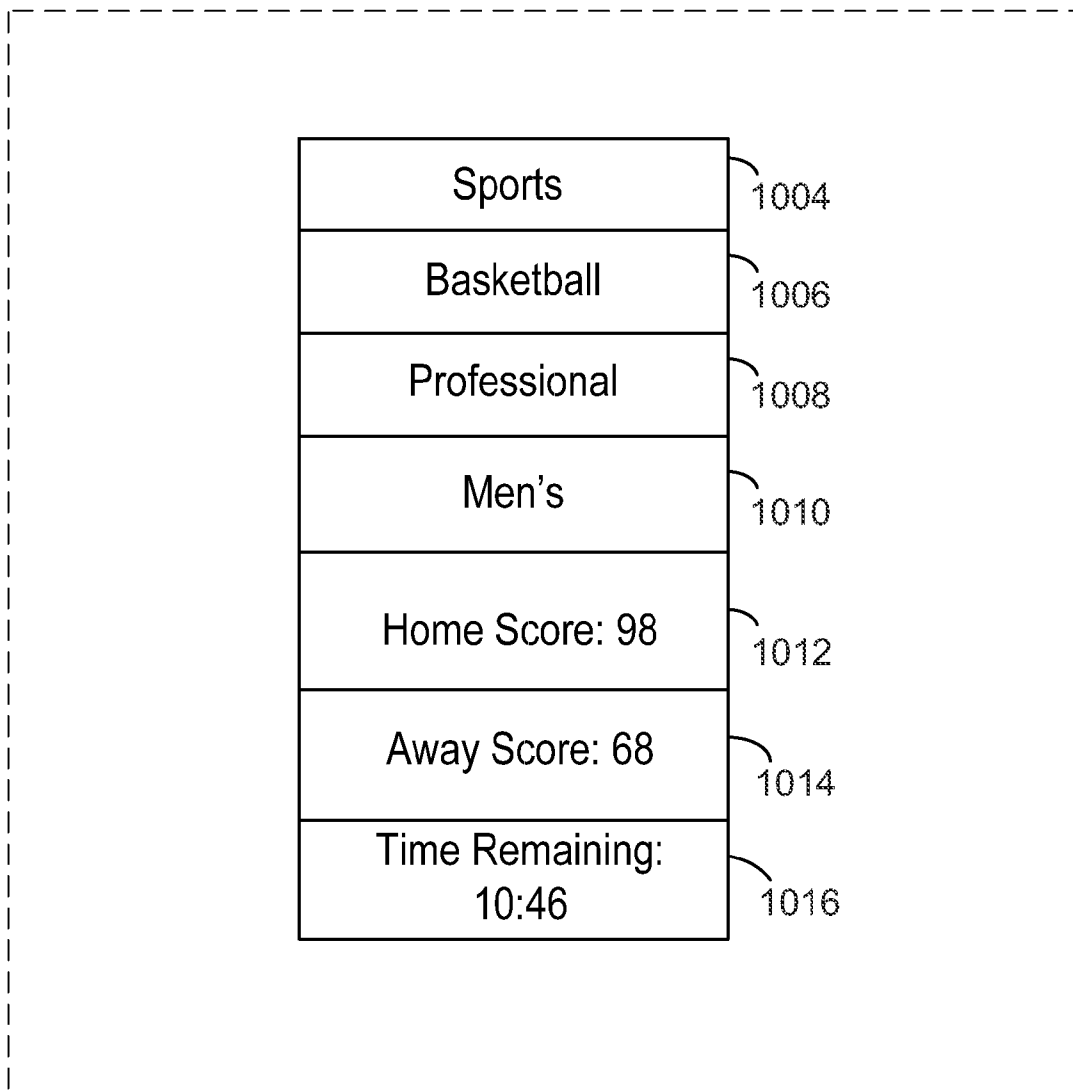 Sports
1004
Basketball
1006
Professional
1008
Men's
1010
Home Score: 98
1012
Away Score: 68
1014
Time Remaining:
10:46
1016